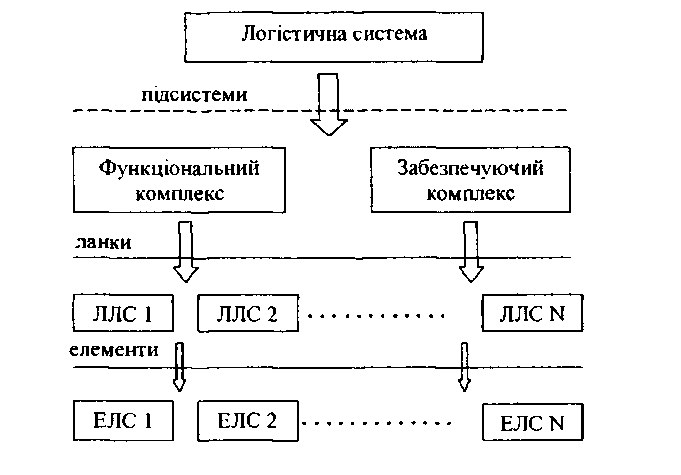 Логістична система
підсистеми
Функціональний
комплекс
Забезпечуючий
комплекс
ланки
ЛЛС 1
ЛЛС 2
ЛЛС N
елементи
ЕЛС 1
ЕЛС 2
ЕЛС N